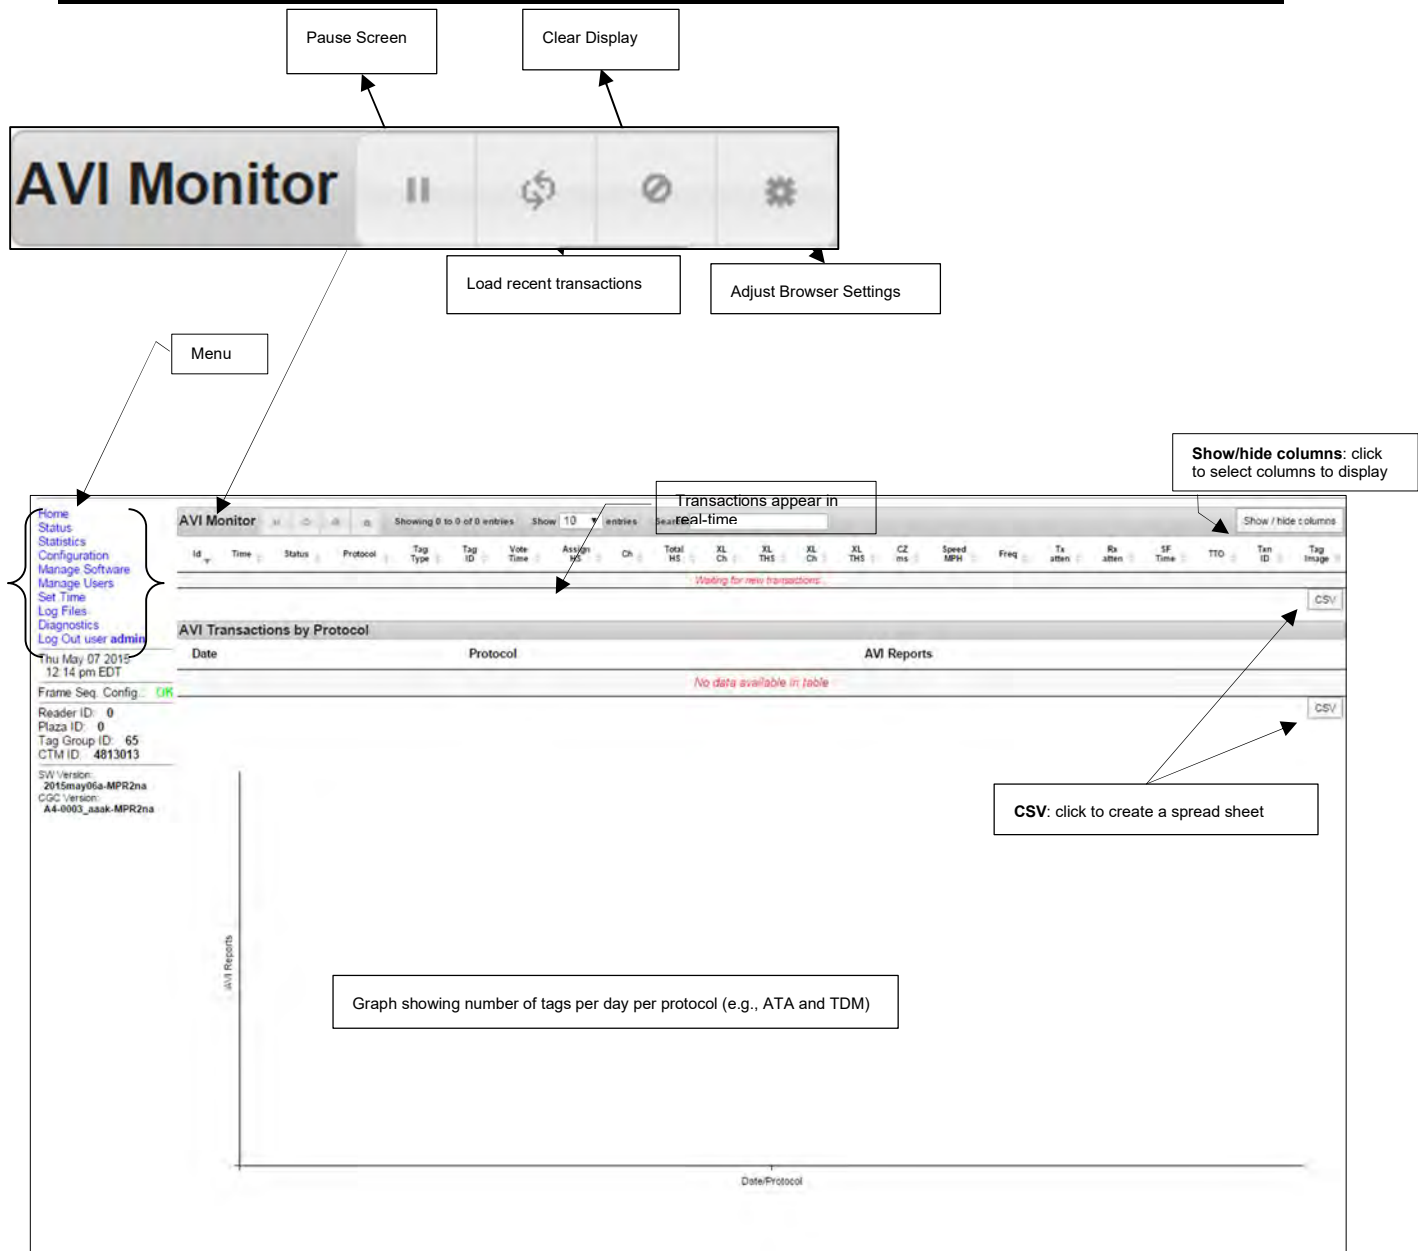 Pause Screen
Clear Display
AVI Monitor
Load recent transactions
Adjust Browser Settings
Menu
Show/hide columns: click
to select columns to display
Transactions appear in
real-time
Home
Status
Statistics
Configuration
Manage Software
Manage Users
Set Time
Log Files
Diagnostics
Log Out user admin
Thu May 07 2015
12:14 pm EDT
Frame Seq. Config.: OK
Reader ID: 0
Plaza ID: 0
Tag Group ID: 65
CTM ID: 4813013
SW Version:
2015may06a-MPR2na
CGC Version:
A4-0003_aaak-MPR2na
AVI Monitor Showing 0 to 0 of 0 entries Show 10 entries Search Show / hide columns
Id Time Status Protocol Tag Type Tag ID Vote Time Assign HS Ch Total HS XL Ch XL THS XL Ch XL THS CZ ms Speed MPH Freq Tx atten Rx atten SF Time TTO Txn ID Tag Image
Waiting for new transactions...
CSV
AVI Transactions by Protocol
Date Protocol AVI Reports
No data available in table
CSV
CSV: click to create a spread sheet
AVI Reports
Graph showing number of tags per day per protocol (e.g., ATA and TDM)
Date/Protocol